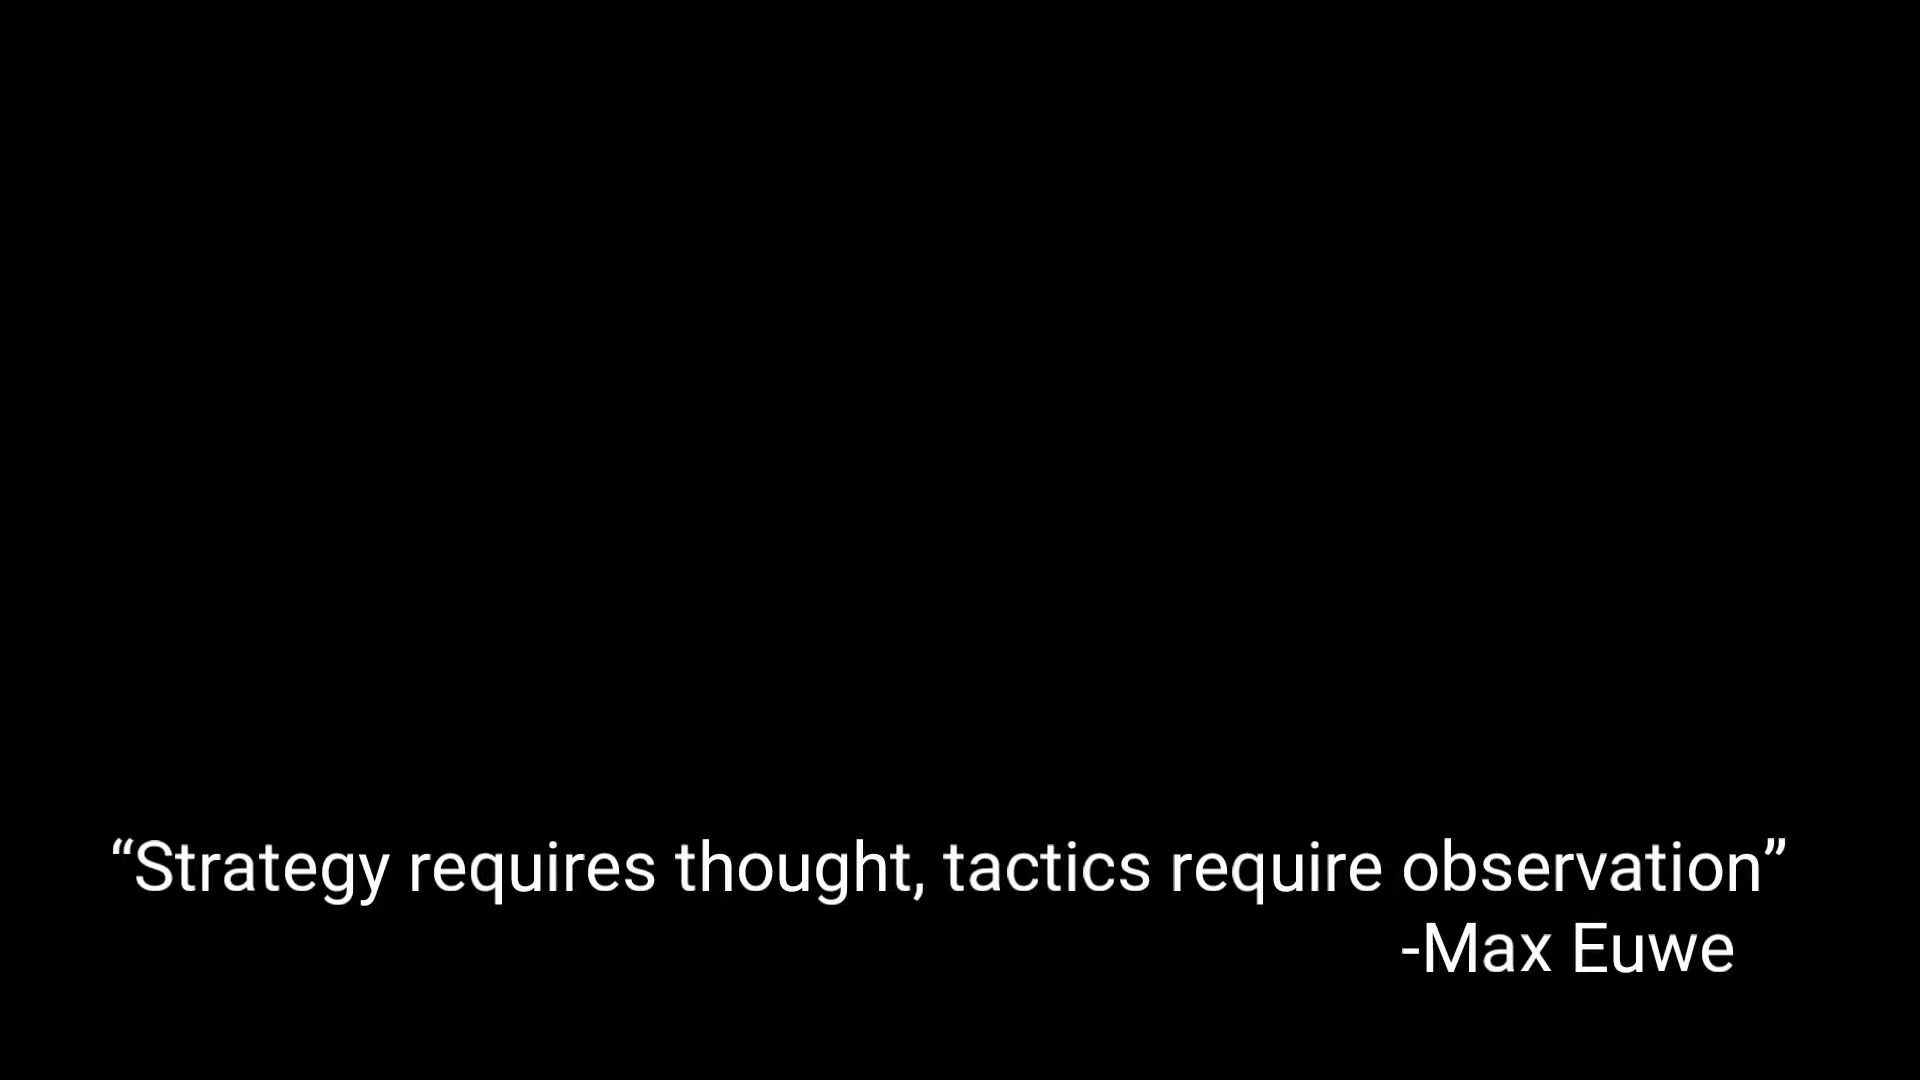 “Strategy requires thought, tactics require observation”
-Max Euwe